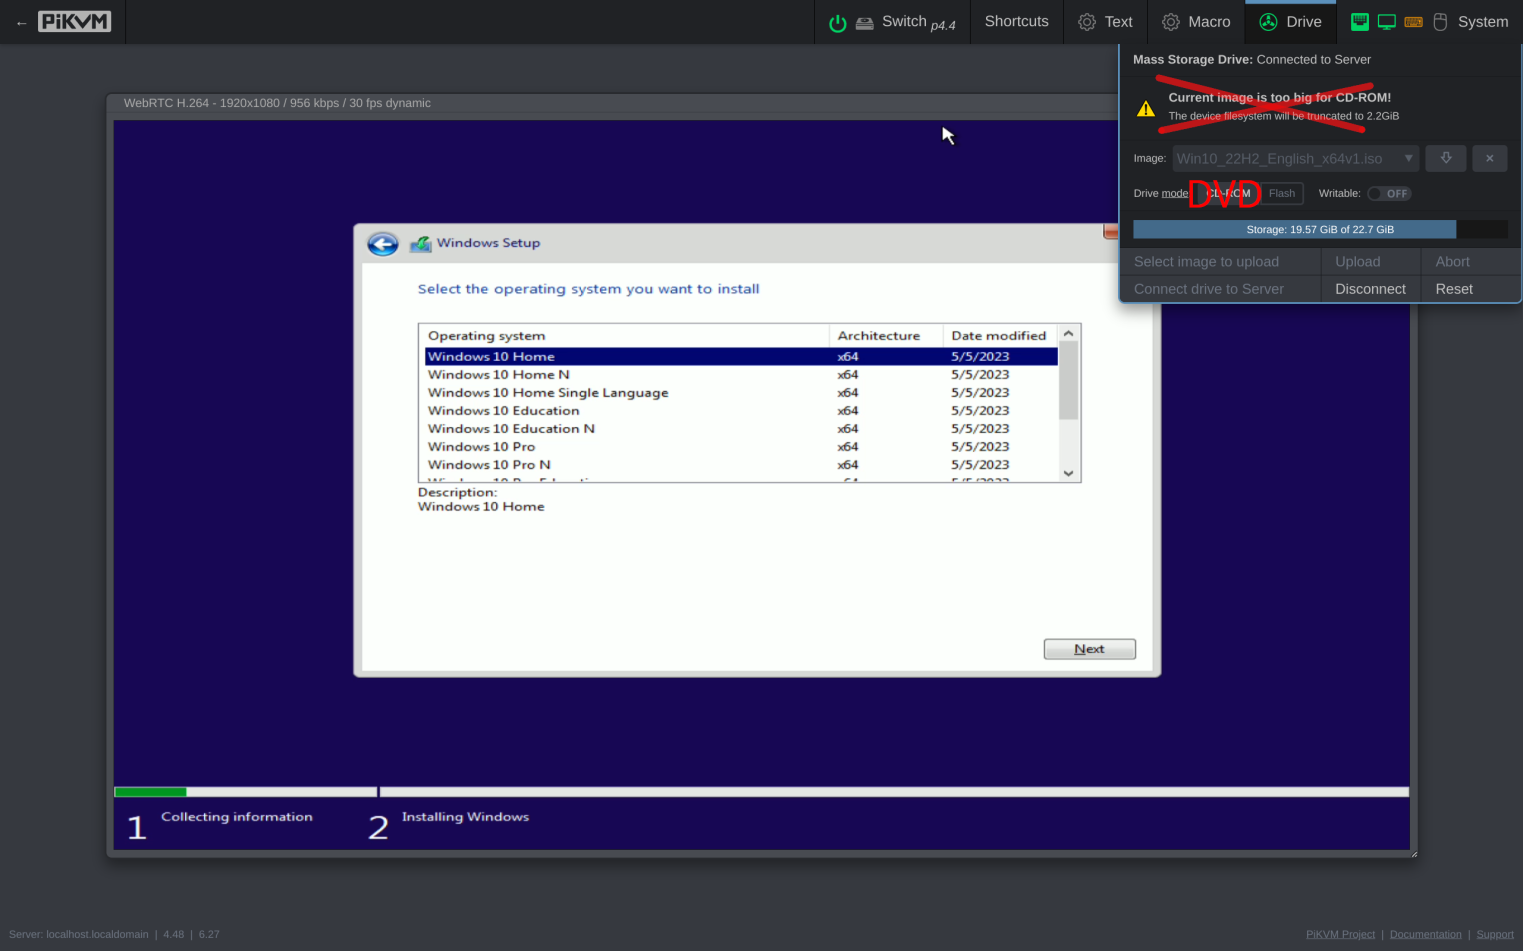 ← PiKVM
Switch p4.4
Shortcuts
Text
Macro
Drive
System
Mass Storage Drive: Connected to Server
Current image is too big for CD-ROM!
The device filesystem will be truncated to 2.2GiB
Image: Win10_22H2_English_x64v1.iso
Drive mode: CD-ROM Flash Writable: OFF
DVD
Storage: 19.57 GiB of 22.7 GiB
Select image to upload Upload Abort
Connect drive to Server Disconnect Reset
WebRTC H.264 - 1920x1080 / 956 kbps / 30 fps dynamic
Windows Setup
Select the operating system you want to install
Operating system Architecture Date modified
Windows 10 Home x64 5/5/2023
Windows 10 Home N x64 5/5/2023
Windows 10 Home Single Language x64 5/5/2023
Windows 10 Education x64 5/5/2023
Windows 10 Education N x64 5/5/2023
Windows 10 Pro x64 5/5/2023
Windows 10 Pro N x64 5/5/2023
Description:
Windows 10 Home
Next
1 Collecting information
2 Installing Windows
Server: localhost.localdomain | 4.48 | 6.27
PiKVM Project | Documentation | Support